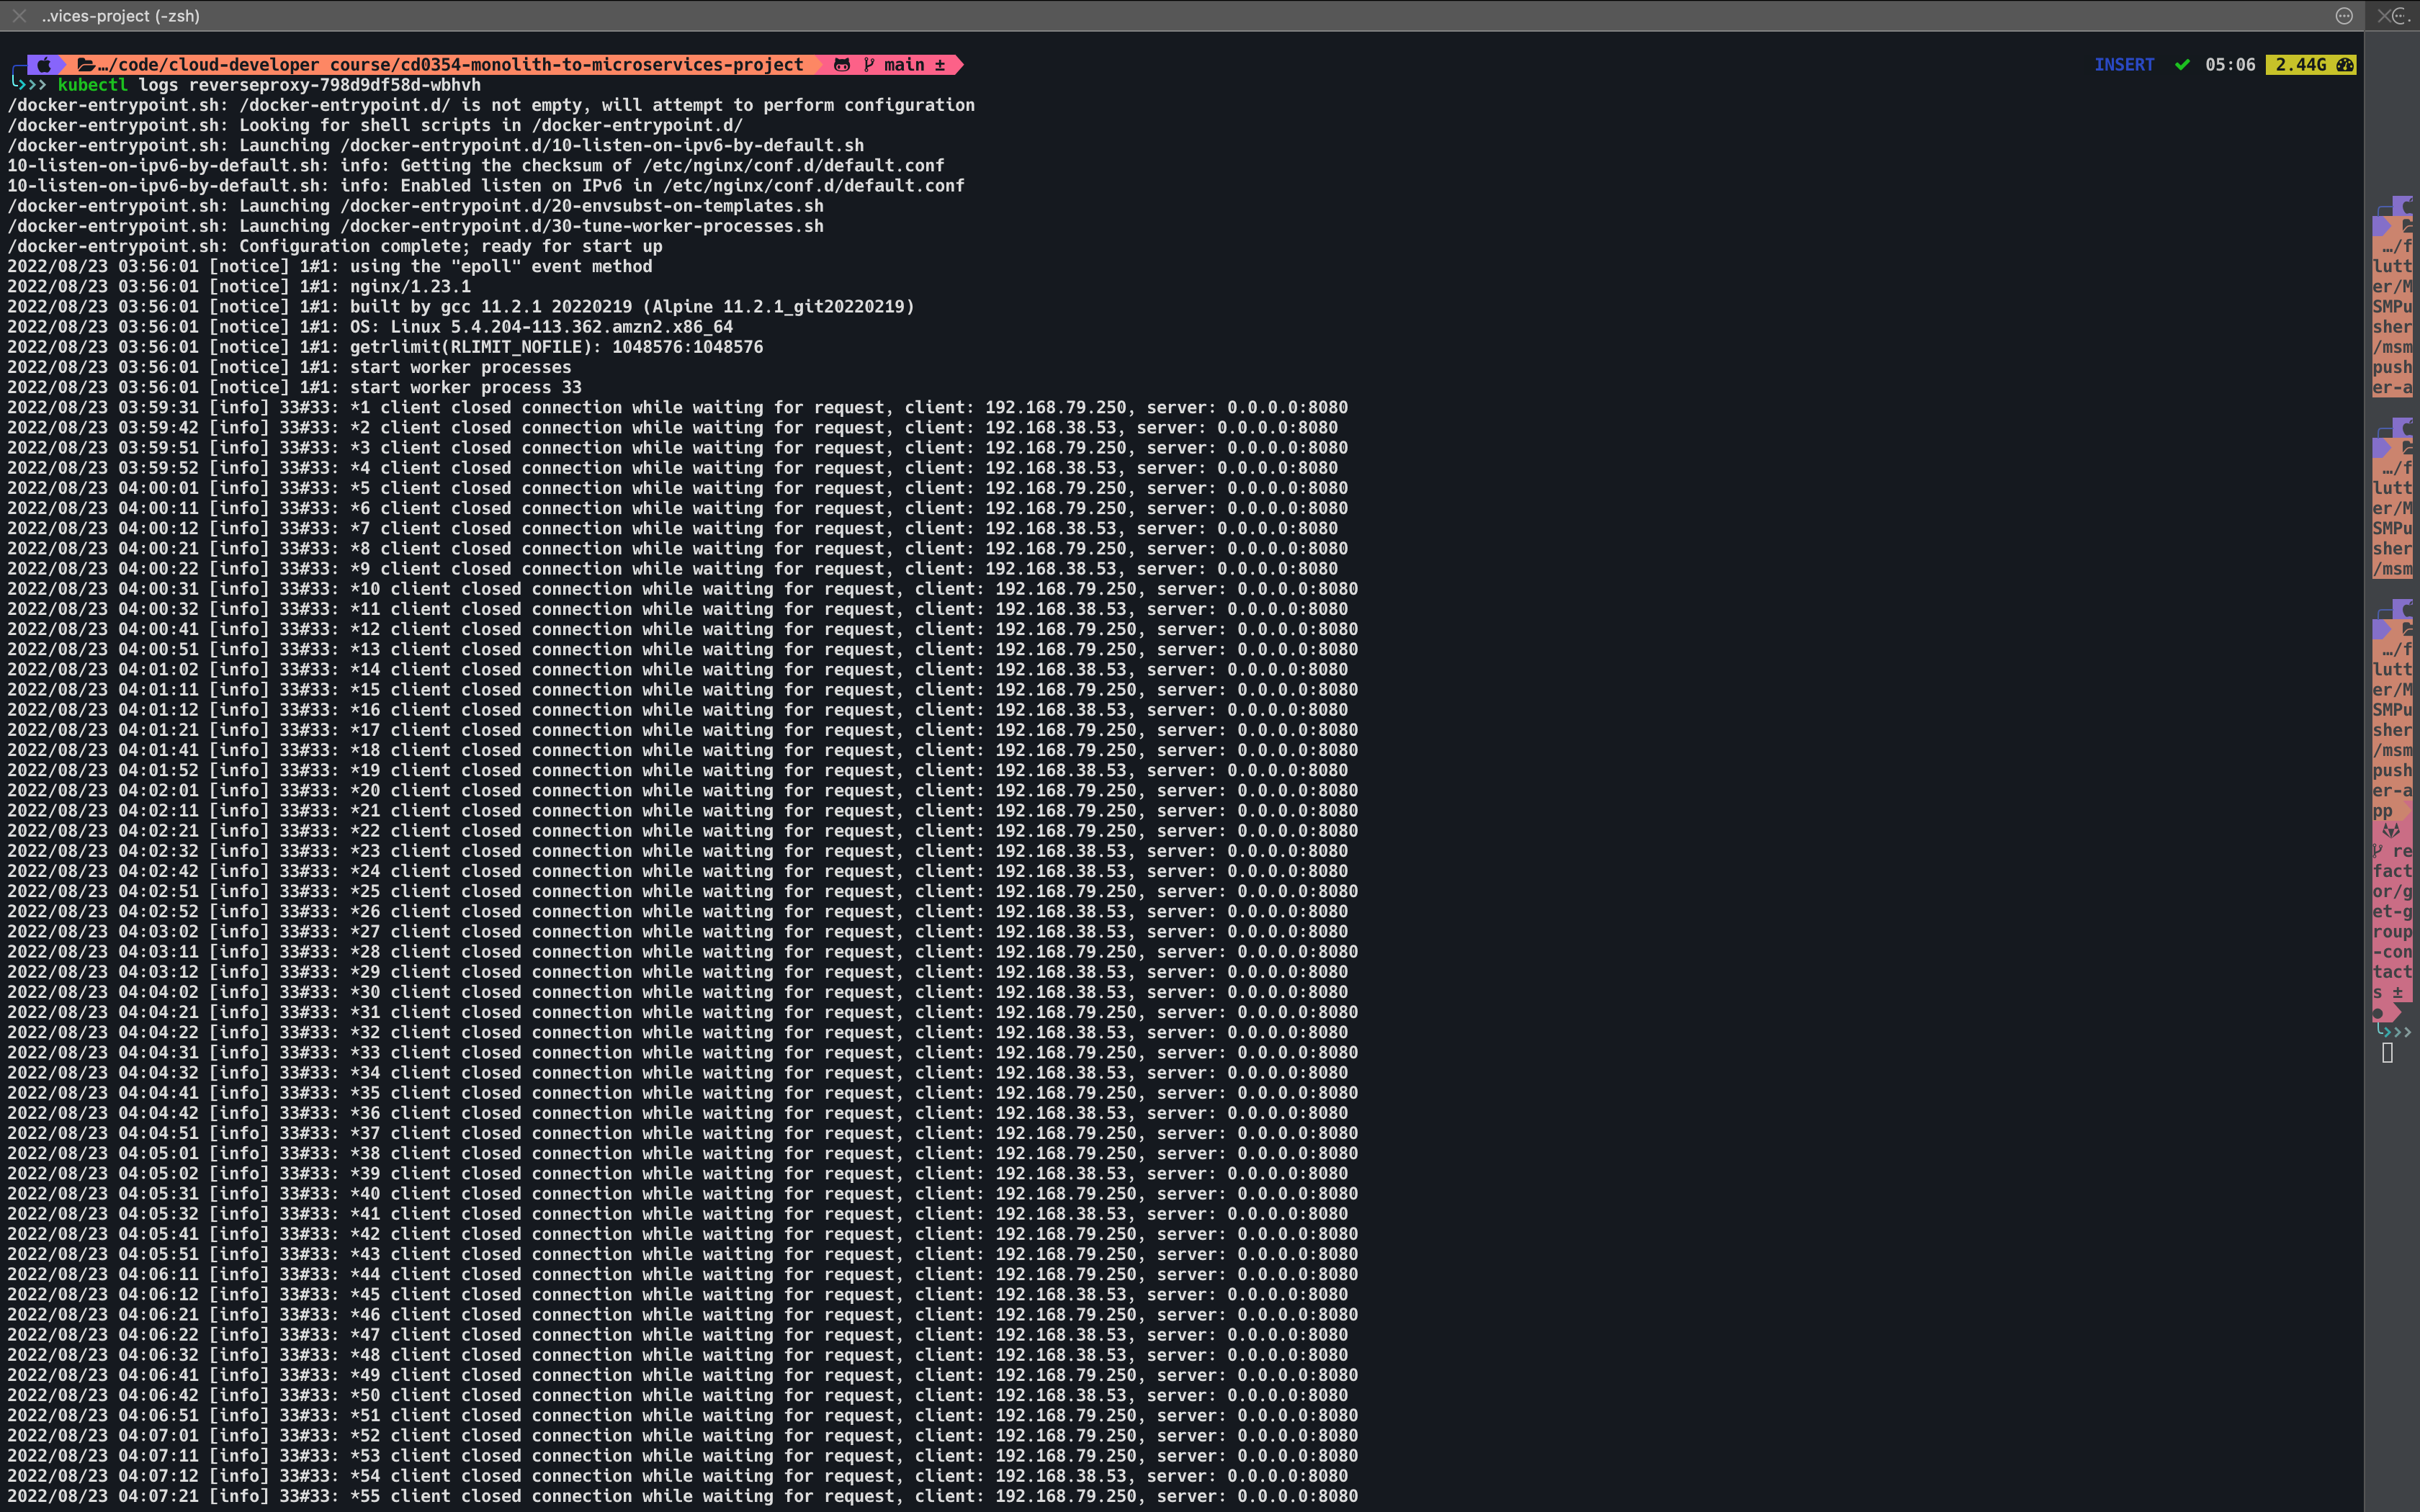 ..vices-project (-zsh)
…/code/cloud-developer course/cd0354-monolith-to-microservices-project main ± INSERT ✔ 05:06 2.44G
>>> kubectl logs reverseproxy-798d9df58d-wbhvh
/docker-entrypoint.sh: /docker-entrypoint.d/ is not empty, will attempt to perform configuration
/docker-entrypoint.sh: Looking for shell scripts in /docker-entrypoint.d/
/docker-entrypoint.sh: Launching /docker-entrypoint.d/10-listen-on-ipv6-by-default.sh
10-listen-on-ipv6-by-default.sh: info: Getting the checksum of /etc/nginx/conf.d/default.conf
10-listen-on-ipv6-by-default.sh: info: Enabled listen on IPv6 in /etc/nginx/conf.d/default.conf
/docker-entrypoint.sh: Launching /docker-entrypoint.d/20-envsubst-on-templates.sh
/docker-entrypoint.sh: Launching /docker-entrypoint.d/30-tune-worker-processes.sh
/docker-entrypoint.sh: Configuration complete; ready for start up
2022/08/23 03:56:01 [notice] 1#1: using the "epoll" event method
2022/08/23 03:56:01 [notice] 1#1: nginx/1.23.1
2022/08/23 03:56:01 [notice] 1#1: built by gcc 11.2.1 20220219 (Alpine 11.2.1_git20220219)
2022/08/23 03:56:01 [notice] 1#1: OS: Linux 5.4.204-113.362.amzn2.x86_64
2022/08/23 03:56:01 [notice] 1#1: getrlimit(RLIMIT_NOFILE): 1048576:1048576
2022/08/23 03:56:01 [notice] 1#1: start worker processes
2022/08/23 03:56:01 [notice] 1#1: start worker process 33
2022/08/23 03:59:31 [info] 33#33: *1 client closed connection while waiting for request, client: 192.168.79.250, server: 0.0.0.0:8080
2022/08/23 03:59:42 [info] 33#33: *2 client closed connection while waiting for request, client: 192.168.38.53, server: 0.0.0.0:8080
2022/08/23 03:59:51 [info] 33#33: *3 client closed connection while waiting for request, client: 192.168.79.250, server: 0.0.0.0:8080
2022/08/23 03:59:52 [info] 33#33: *4 client closed connection while waiting for request, client: 192.168.38.53, server: 0.0.0.0:8080
2022/08/23 04:00:01 [info] 33#33: *5 client closed connection while waiting for request, client: 192.168.79.250, server: 0.0.0.0:8080
2022/08/23 04:00:11 [info] 33#33: *6 client closed connection while waiting for request, client: 192.168.79.250, server: 0.0.0.0:8080
2022/08/23 04:00:12 [info] 33#33: *7 client closed connection while waiting for request, client: 192.168.38.53, server: 0.0.0.0:8080
2022/08/23 04:00:21 [info] 33#33: *8 client closed connection while waiting for request, client: 192.168.79.250, server: 0.0.0.0:8080
2022/08/23 04:00:22 [info] 33#33: *9 client closed connection while waiting for request, client: 192.168.38.53, server: 0.0.0.0:8080
2022/08/23 04:00:31 [info] 33#33: *10 client closed connection while waiting for request, client: 192.168.79.250, server: 0.0.0.0:8080
2022/08/23 04:00:32 [info] 33#33: *11 client closed connection while waiting for request, client: 192.168.38.53, server: 0.0.0.0:8080
2022/08/23 04:00:41 [info] 33#33: *12 client closed connection while waiting for request, client: 192.168.79.250, server: 0.0.0.0:8080
2022/08/23 04:00:51 [info] 33#33: *13 client closed connection while waiting for request, client: 192.168.79.250, server: 0.0.0.0:8080
2022/08/23 04:01:02 [info] 33#33: *14 client closed connection while waiting for request, client: 192.168.38.53, server: 0.0.0.0:8080
2022/08/23 04:01:11 [info] 33#33: *15 client closed connection while waiting for request, client: 192.168.79.250, server: 0.0.0.0:8080
2022/08/23 04:01:12 [info] 33#33: *16 client closed connection while waiting for request, client: 192.168.38.53, server: 0.0.0.0:8080
2022/08/23 04:01:21 [info] 33#33: *17 client closed connection while waiting for request, client: 192.168.79.250, server: 0.0.0.0:8080
2022/08/23 04:01:41 [info] 33#33: *18 client closed connection while waiting for request, client: 192.168.79.250, server: 0.0.0.0:8080
2022/08/23 04:01:52 [info] 33#33: *19 client closed connection while waiting for request, client: 192.168.38.53, server: 0.0.0.0:8080
2022/08/23 04:02:01 [info] 33#33: *20 client closed connection while waiting for request, client: 192.168.79.250, server: 0.0.0.0:8080
2022/08/23 04:02:11 [info] 33#33: *21 client closed connection while waiting for request, client: 192.168.79.250, server: 0.0.0.0:8080
2022/08/23 04:02:21 [info] 33#33: *22 client closed connection while waiting for request, client: 192.168.79.250, server: 0.0.0.0:8080
2022/08/23 04:02:32 [info] 33#33: *23 client closed connection while waiting for request, client: 192.168.38.53, server: 0.0.0.0:8080
2022/08/23 04:02:42 [info] 33#33: *24 client closed connection while waiting for request, client: 192.168.38.53, server: 0.0.0.0:8080
2022/08/23 04:02:51 [info] 33#33: *25 client closed connection while waiting for request, client: 192.168.79.250, server: 0.0.0.0:8080
2022/08/23 04:02:52 [info] 33#33: *26 client closed connection while waiting for request, client: 192.168.38.53, server: 0.0.0.0:8080
2022/08/23 04:03:02 [info] 33#33: *27 client closed connection while waiting for request, client: 192.168.38.53, server: 0.0.0.0:8080
2022/08/23 04:03:11 [info] 33#33: *28 client closed connection while waiting for request, client: 192.168.79.250, server: 0.0.0.0:8080
2022/08/23 04:03:12 [info] 33#33: *29 client closed connection while waiting for request, client: 192.168.38.53, server: 0.0.0.0:8080
2022/08/23 04:04:02 [info] 33#33: *30 client closed connection while waiting for request, client: 192.168.38.53, server: 0.0.0.0:8080
2022/08/23 04:04:21 [info] 33#33: *31 client closed connection while waiting for request, client: 192.168.79.250, server: 0.0.0.0:8080
2022/08/23 04:04:22 [info] 33#33: *32 client closed connection while waiting for request, client: 192.168.38.53, server: 0.0.0.0:8080
2022/08/23 04:04:31 [info] 33#33: *33 client closed connection while waiting for request, client: 192.168.79.250, server: 0.0.0.0:8080
2022/08/23 04:04:32 [info] 33#33: *34 client closed connection while waiting for request, client: 192.168.38.53, server: 0.0.0.0:8080
2022/08/23 04:04:41 [info] 33#33: *35 client closed connection while waiting for request, client: 192.168.79.250, server: 0.0.0.0:8080
2022/08/23 04:04:42 [info] 33#33: *36 client closed connection while waiting for request, client: 192.168.38.53, server: 0.0.0.0:8080
2022/08/23 04:04:51 [info] 33#33: *37 client closed connection while waiting for request, client: 192.168.79.250, server: 0.0.0.0:8080
2022/08/23 04:05:01 [info] 33#33: *38 client closed connection while waiting for request, client: 192.168.79.250, server: 0.0.0.0:8080
2022/08/23 04:05:02 [info] 33#33: *39 client closed connection while waiting for request, client: 192.168.38.53, server: 0.0.0.0:8080
2022/08/23 04:05:31 [info] 33#33: *40 client closed connection while waiting for request, client: 192.168.79.250, server: 0.0.0.0:8080
2022/08/23 04:05:32 [info] 33#33: *41 client closed connection while waiting for request, client: 192.168.38.53, server: 0.0.0.0:8080
2022/08/23 04:05:41 [info] 33#33: *42 client closed connection while waiting for request, client: 192.168.79.250, server: 0.0.0.0:8080
2022/08/23 04:05:51 [info] 33#33: *43 client closed connection while waiting for request, client: 192.168.79.250, server: 0.0.0.0:8080
2022/08/23 04:06:11 [info] 33#33: *44 client closed connection while waiting for request, client: 192.168.79.250, server: 0.0.0.0:8080
2022/08/23 04:06:12 [info] 33#33: *45 client closed connection while waiting for request, client: 192.168.38.53, server: 0.0.0.0:8080
2022/08/23 04:06:21 [info] 33#33: *46 client closed connection while waiting for request, client: 192.168.79.250, server: 0.0.0.0:8080
2022/08/23 04:06:22 [info] 33#33: *47 client closed connection while waiting for request, client: 192.168.38.53, server: 0.0.0.0:8080
2022/08/23 04:06:32 [info] 33#33: *48 client closed connection while waiting for request, client: 192.168.38.53, server: 0.0.0.0:8080
2022/08/23 04:06:41 [info] 33#33: *49 client closed connection while waiting for request, client: 192.168.79.250, server: 0.0.0.0:8080
2022/08/23 04:06:42 [info] 33#33: *50 client closed connection while waiting for request, client: 192.168.38.53, server: 0.0.0.0:8080
2022/08/23 04:06:51 [info] 33#33: *51 client closed connection while waiting for request, client: 192.168.79.250, server: 0.0.0.0:8080
2022/08/23 04:07:01 [info] 33#33: *52 client closed connection while waiting for request, client: 192.168.79.250, server: 0.0.0.0:8080
2022/08/23 04:07:11 [info] 33#33: *53 client closed connection while waiting for request, client: 192.168.79.250, server: 0.0.0.0:8080
2022/08/23 04:07:12 [info] 33#33: *54 client closed connection while waiting for request, client: 192.168.38.53, server: 0.0.0.0:8080
2022/08/23 04:07:21 [info] 33#33: *55 client closed connection while waiting for request, client: 192.168.79.250, server: 0.0.0.0:8080
…/f
lutt
er/M
SMPu
sher
/msm
push
er-a
…/f
lutt
er/M
SMPu
sher
/msm
…/f
lutt
er/M
SMPu
sher
/msm
push
er-a
pp
re
fact
or/g
et-g
roup
-con
tact
s ±
>>>